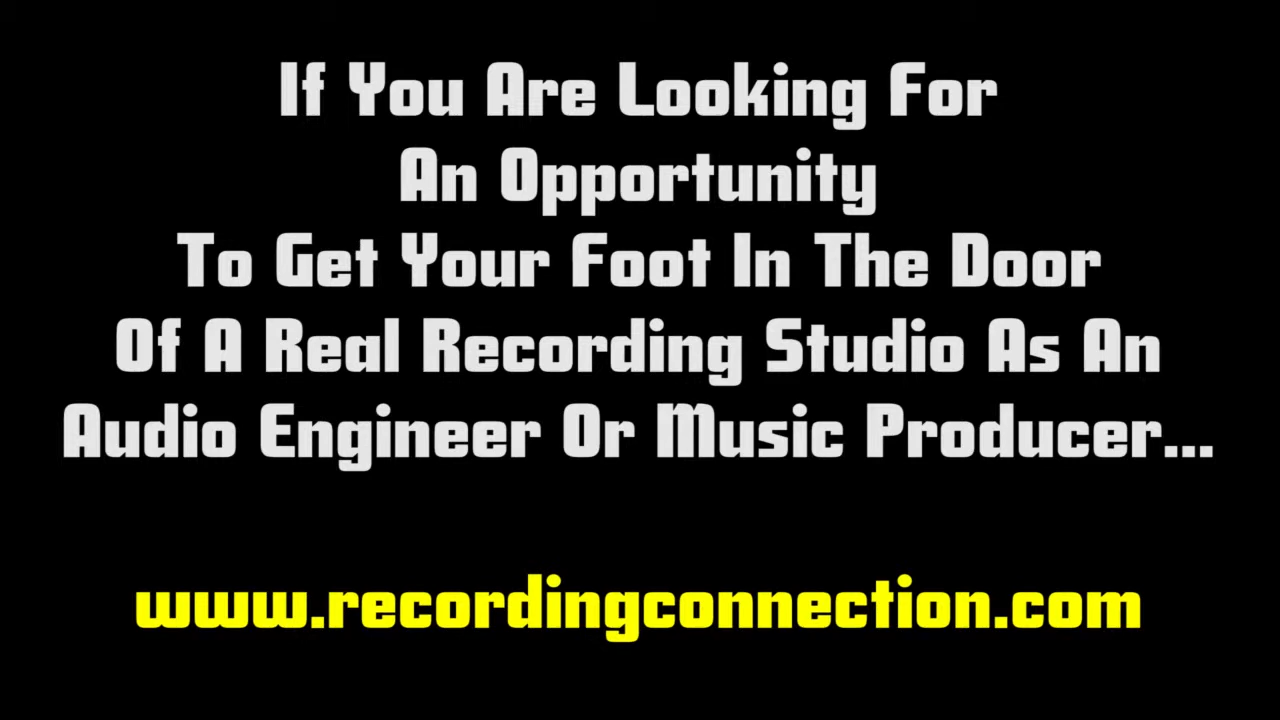 If You Are Looking For
An Opportunity
To Get Your Foot In The Door
Of A Real Recording Studio As An
Audio Engineer Or Music Producer...
www.recordingconnection.com